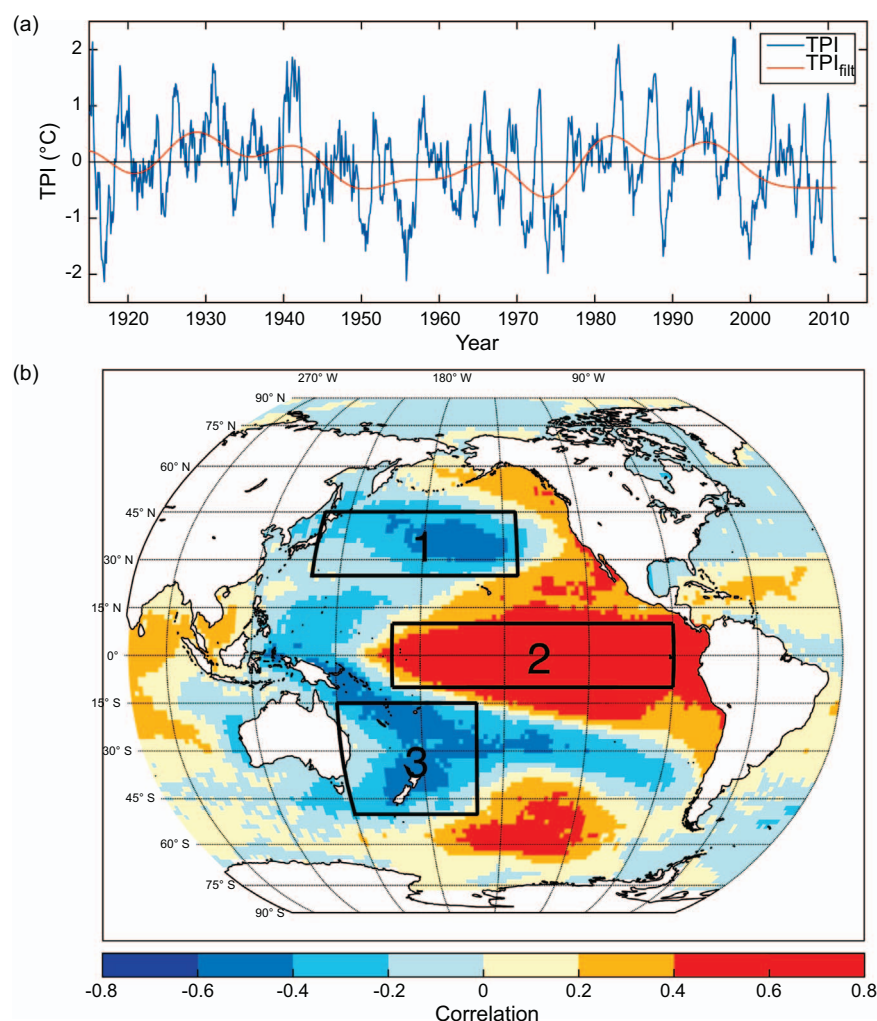 (a)
2
1
0
-1
-2
TPI (°C)
TPI
TPIfilt
1920 1930 1940 1950 1960 1970 1980 1990 2000 2010
Year
(b)
270° W 180° W 90° W
90° N
75° N
60° N
45° N
30° N
15° N
0°
15° S
30° S
45° S
60° S
75° S
90° S
1
2
3
-0.8 -0.6 -0.4 -0.2 0 0.2 0.4 0.6 0.8
Correlation